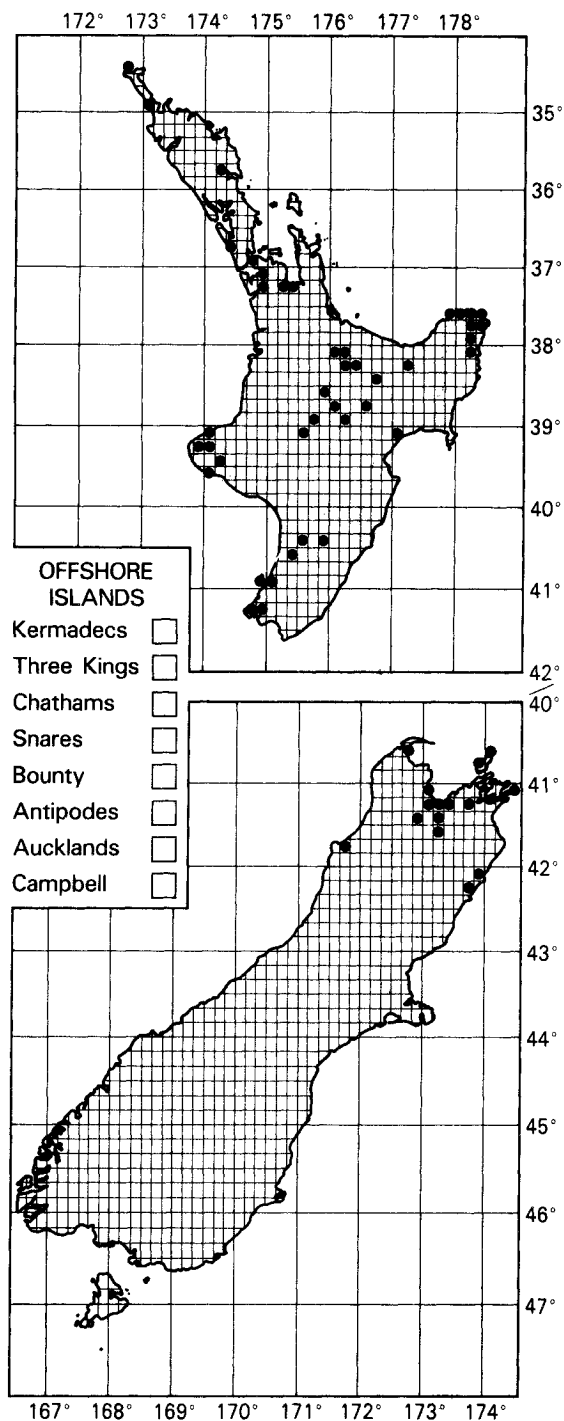 172° 173° 174° 175° 176° 177° 178°
35°
36°
37°
38°
39°
40°
41°
42°
OFFSHORE
ISLANDS
Kermadecs
Three Kings
Chathams
Snares
Bounty
Antipodes
Aucklands
Campbell
40°
41°
42°
43°
44°
45°
46°
47°
167° 168° 169° 170° 171° 172° 173° 174°